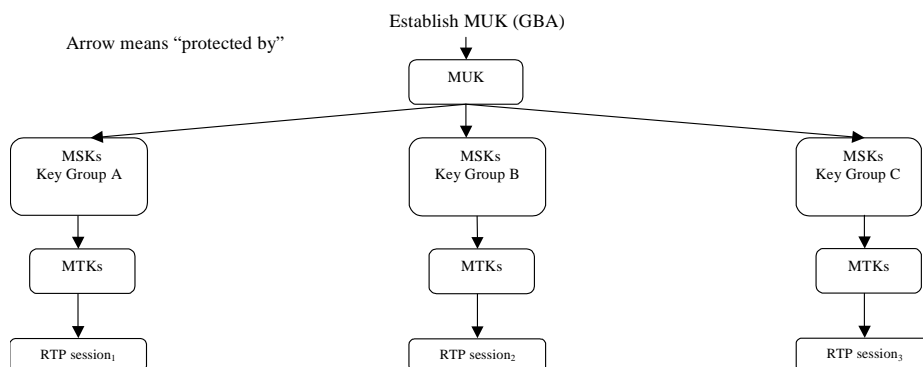 Establish MUK (GBA)
Arrow means “protected by”
MUK
MSKs
Key Group A
MSKs
Key Group B
MSKs
Key Group C
MTKs
MTKs
MTKs
RTP session₁
RTP session₂
RTP session₃